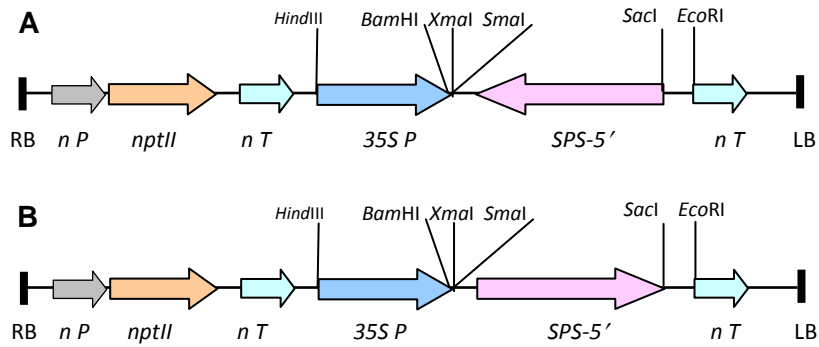 A
HindIII BamHI XmaI SmaI SacI EcoRI
RB n P nptII n T 35S P SPS-5′ n T LB
B
HindIII BamHI XmaI SmaI SacI EcoRI
RB n P nptII n T 35S P SPS-5′ n T LB